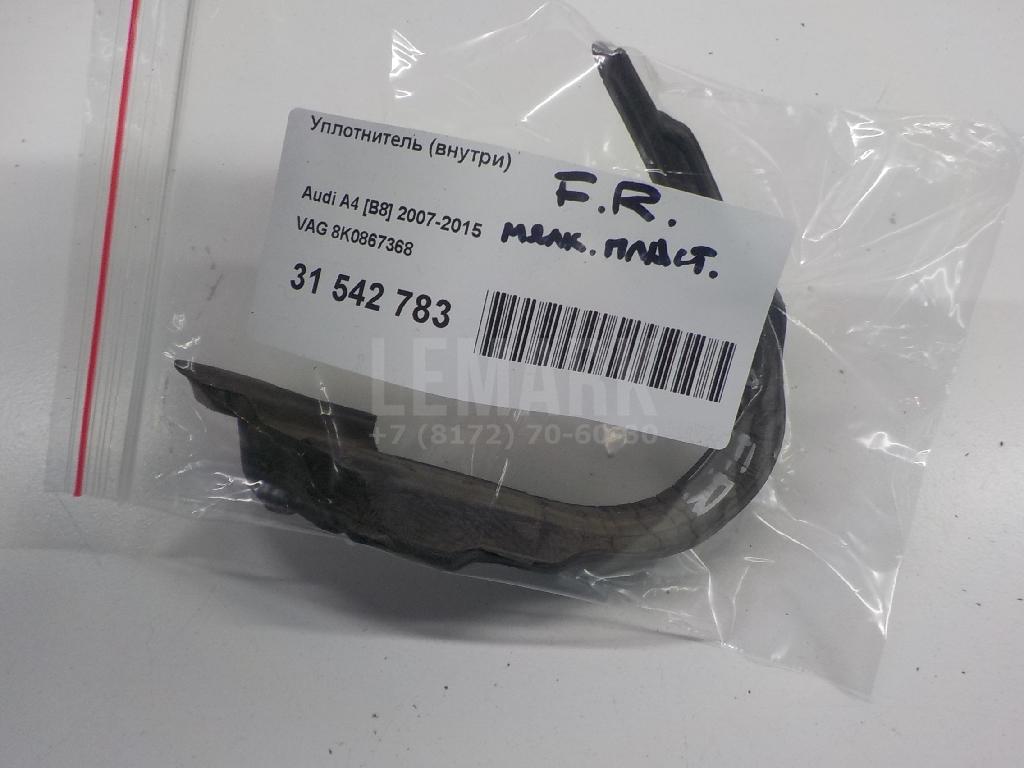 Уплотнитель (внутри)
F.R.
Audi A4 [B8] 2007-2015
мялк. пласт.
VAG 8K0867368
31 542 783
LEMARK
+7 (8172) 70-60-80